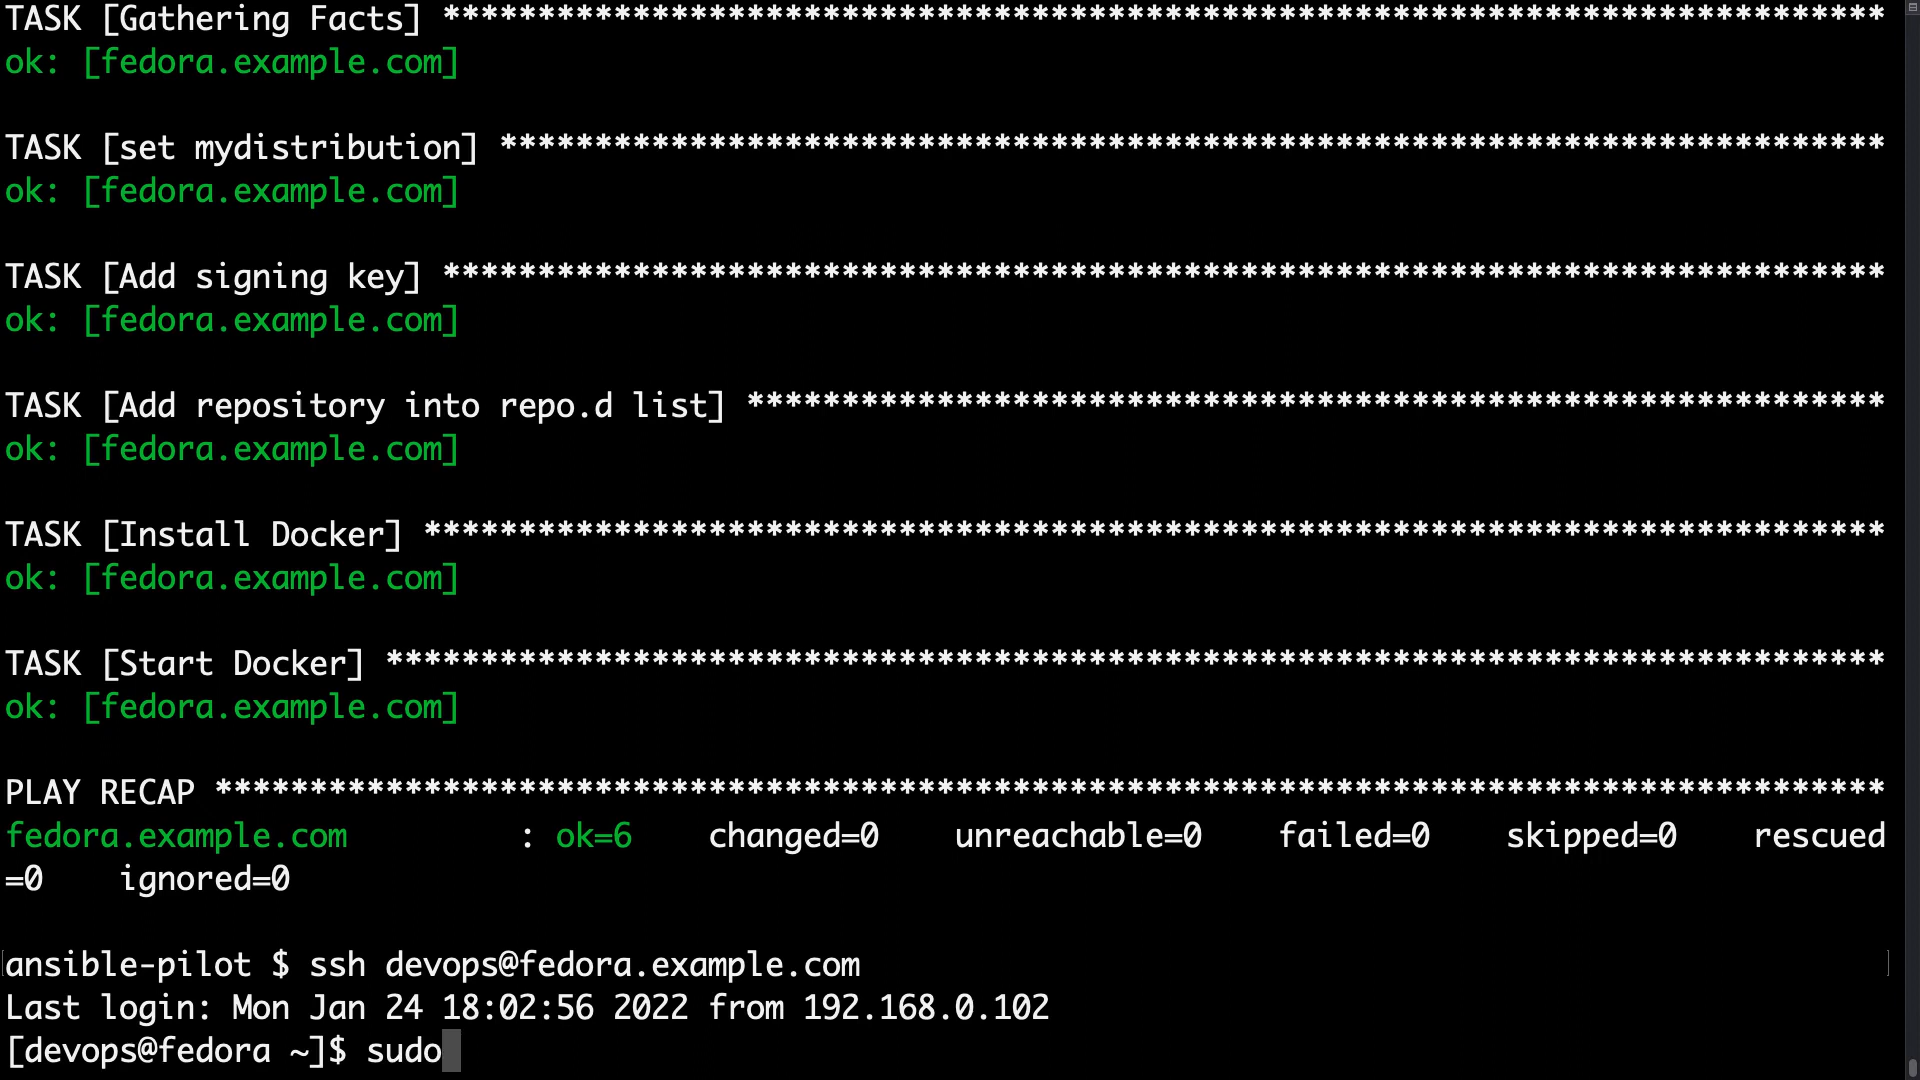 TASK [Gathering Facts] ****************************************************************************
ok: [fedora.example.com]
TASK [set mydistribution] *************************************************************************
ok: [fedora.example.com]
TASK [Add signing key] ****************************************************************************
ok: [fedora.example.com]
TASK [Add repository into repo.d list] ************************************************************
ok: [fedora.example.com]
TASK [Install Docker] *****************************************************************************
ok: [fedora.example.com]
TASK [Start Docker] *******************************************************************************
ok: [fedora.example.com]
PLAY RECAP ****************************************************************************************
fedora.example.com         : ok=6    changed=0    unreachable=0    failed=0    skipped=0    rescued
=0    ignored=0
ansible-pilot $ ssh devops@fedora.example.com
Last login: Mon Jan 24 18:02:56 2022 from 192.168.0.102
[devops@fedora ~]$ sudo